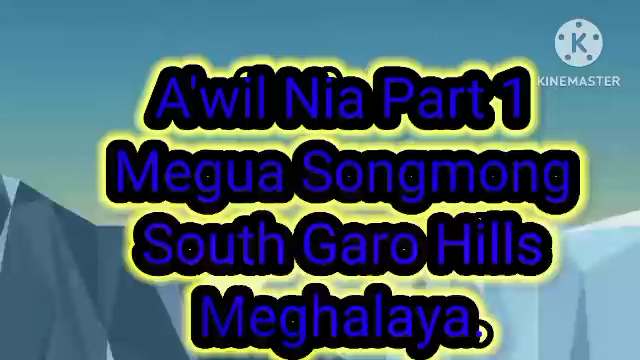 KINEMASTER
A'wil Nia Part 1
Megua Songmong
South Garo Hills
Meghalaya.